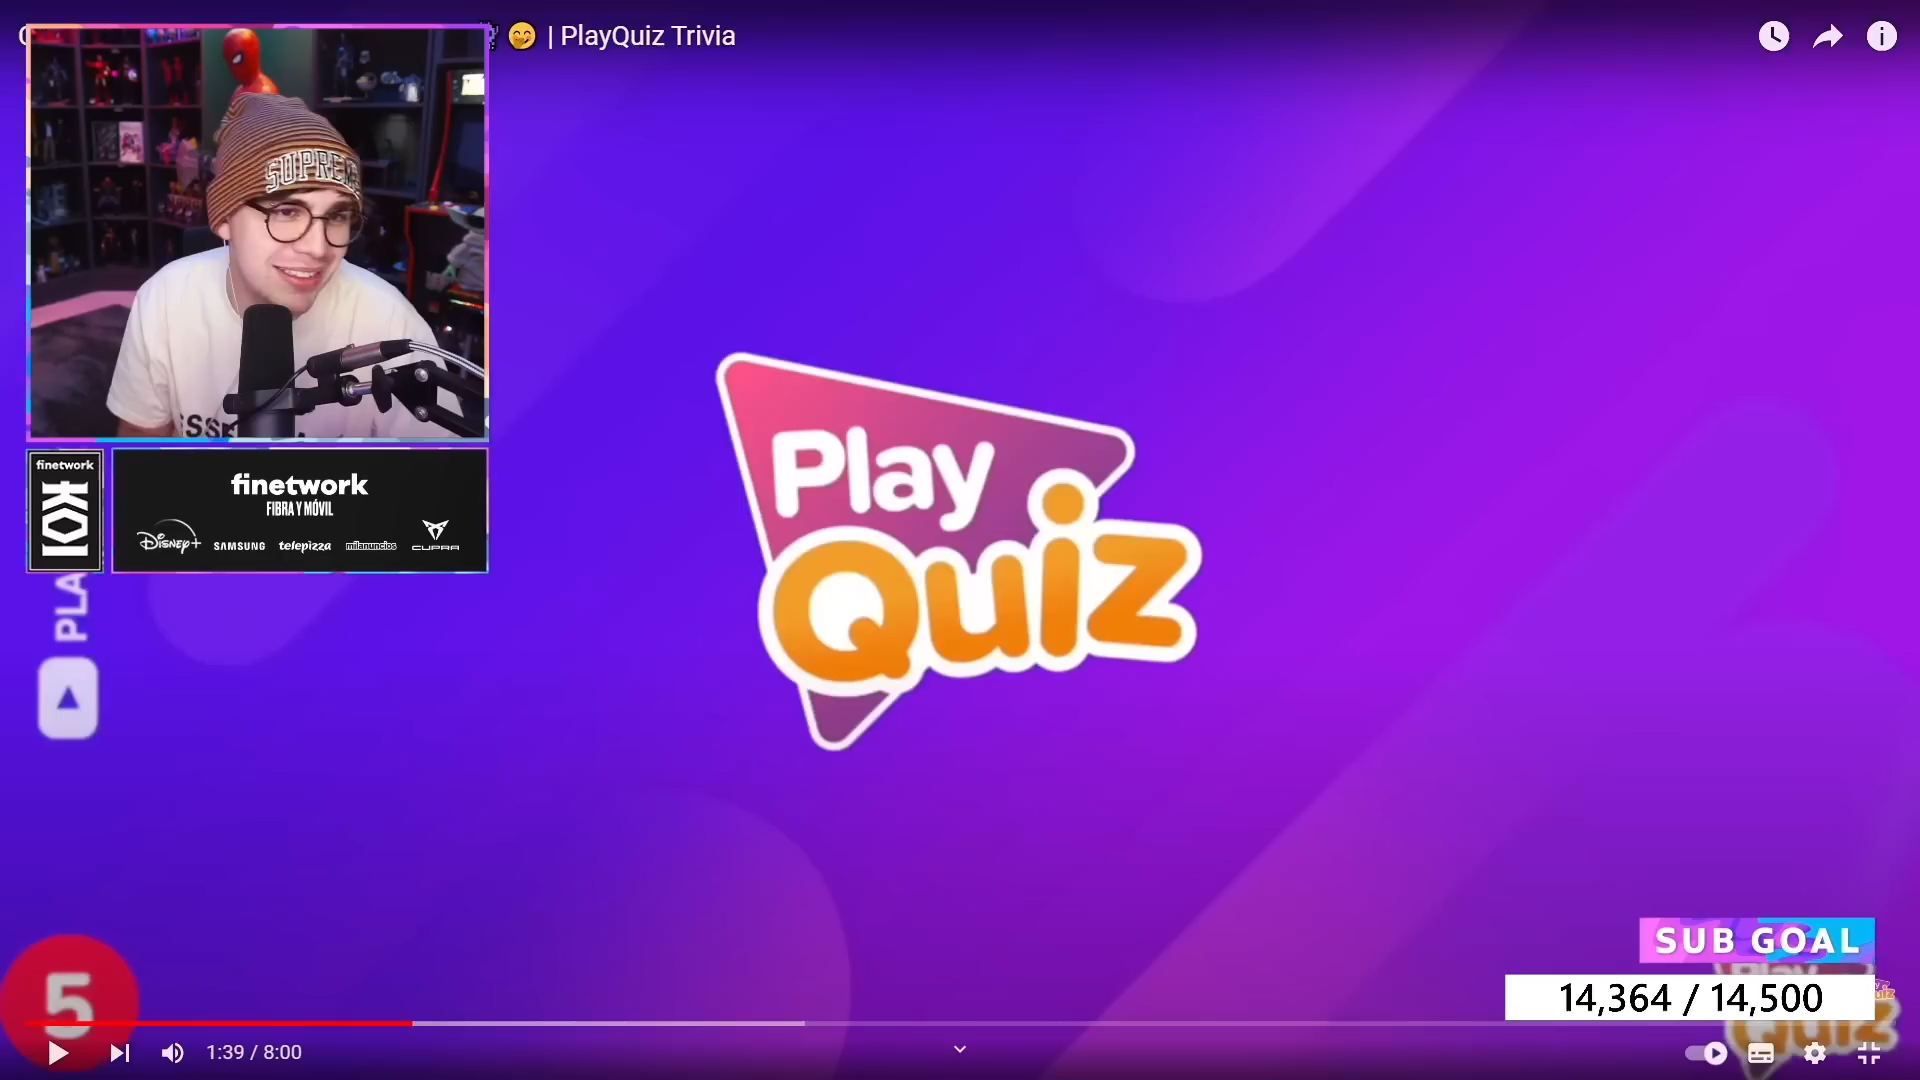 | PlayQuiz Trivia
SUPREME
finetwork
KOI
finetwork
FIBRA Y MÓVIL
Disney+ SAMSUNG telepizza milanuncios CUPRA
PLA
Play
Quiz
SUB GOAL
14,364 / 14,500
5
1:39 / 8:00